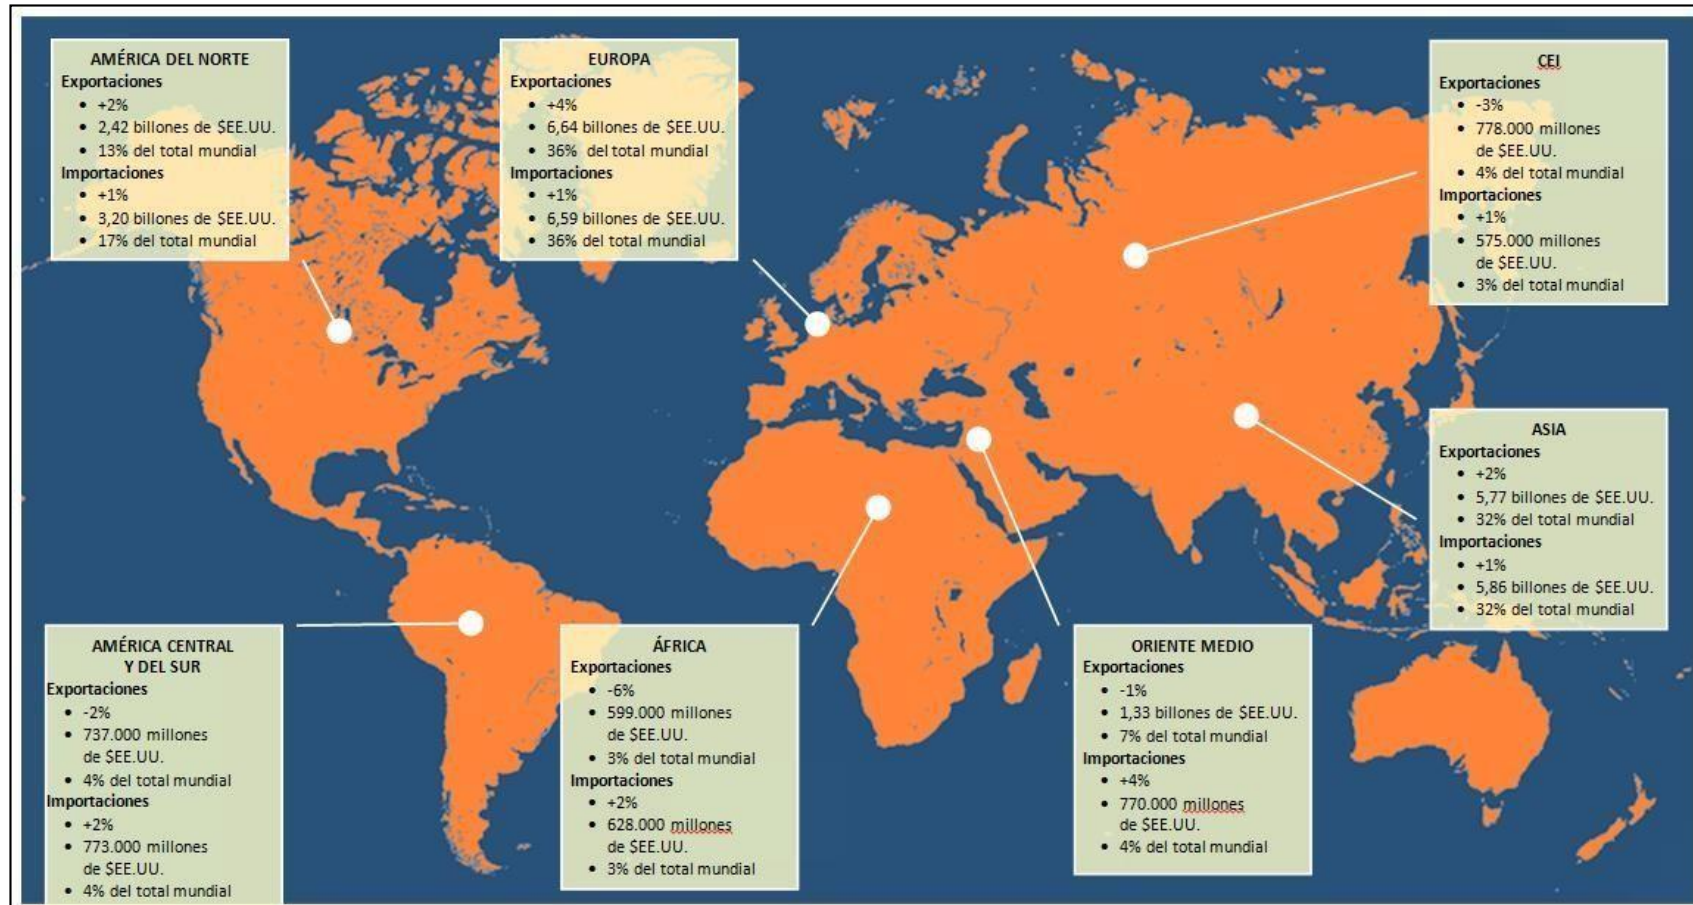 AMÉRICA DEL NORTE
Exportaciones
• +2%
• 2,42 billones de $EE.UU.
• 13% del total mundial
Importaciones
• +1%
• 3,20 billones de $EE.UU.
• 17% del total mundial
EUROPA
Exportaciones
• +4%
• 6,64 billones de $EE.UU.
• 36% del total mundial
Importaciones
• +1%
• 6,59 billones de $EE.UU.
• 36% del total mundial
CEI
Exportaciones
• -3%
• 778.000 millones
de $EE.UU.
• 4% del total mundial
Importaciones
• +1%
• 575.000 millones
de $EE.UU.
• 3% del total mundial
ASIA
Exportaciones
• +2%
• 5,77 billones de $EE.UU.
• 32% del total mundial
Importaciones
• +1%
• 5,86 billones de $EE.UU.
• 32% del total mundial
AMÉRICA CENTRAL
Y DEL SUR
Exportaciones
• -2%
• 737.000 millones
de $EE.UU.
• 4% del total mundial
Importaciones
• +2%
• 773.000 millones
de $EE.UU.
• 4% del total mundial
ÁFRICA
Exportaciones
• -6%
• 599.000 millones
de $EE.UU.
• 3% del total mundial
Importaciones
• +2%
• 628.000 millones
de $EE.UU.
• 3% del total mundial
ORIENTE MEDIO
Exportaciones
• -1%
• 1,33 billones de $EE.UU.
• 7% del total mundial
Importaciones
• +4%
• 770.000 millones
de $EE.UU.
• 4% del total mundial